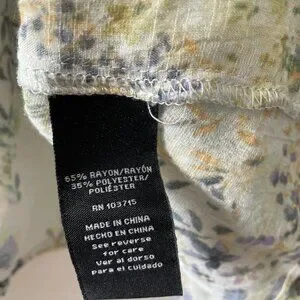 65% RAYON/RAYÓN
35% POLYESTER/
POLIÉSTER
RN 103715
MADE IN CHINA
HECHO EN CHINA
See reverse
for care
Ver al dorso
para el cuidado